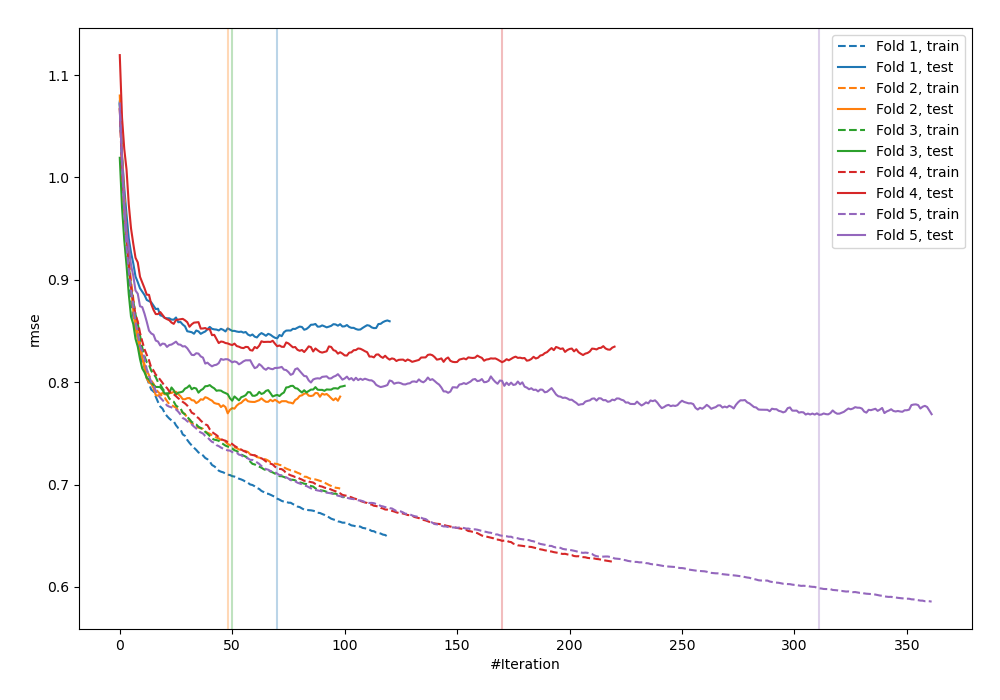 Fold 1, train
Fold 1, test
Fold 2, train
Fold 2, test
Fold 3, train
Fold 3, test
Fold 4, train
Fold 4, test
Fold 5, train
Fold 5, test
1.1
1.0
0.9
0.8
0.7
0.6
rmse
0 50 100 150 200 250 300 350
#Iteration